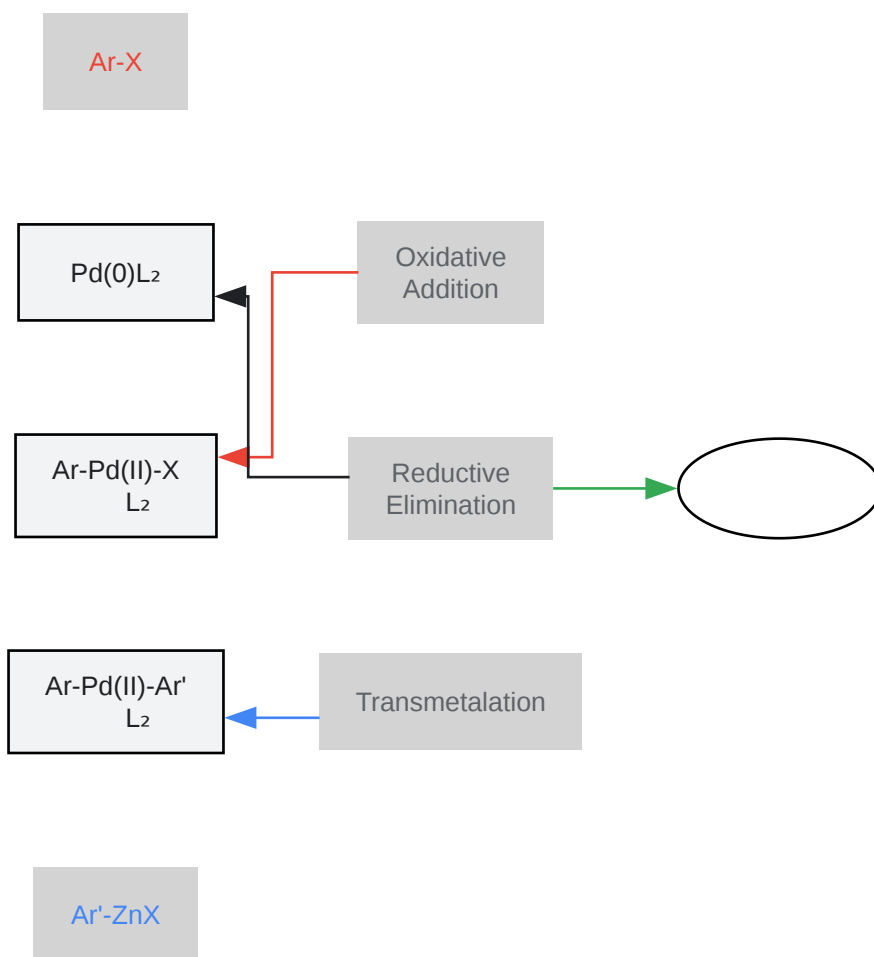 Ar-X
Pd(0)L₂
Oxidative
Addition
Ar-Pd(II)-X
L₂
Reductive
Elimination
Ar-Pd(II)-Ar'
L₂
Transmetalation
Ar'-ZnX